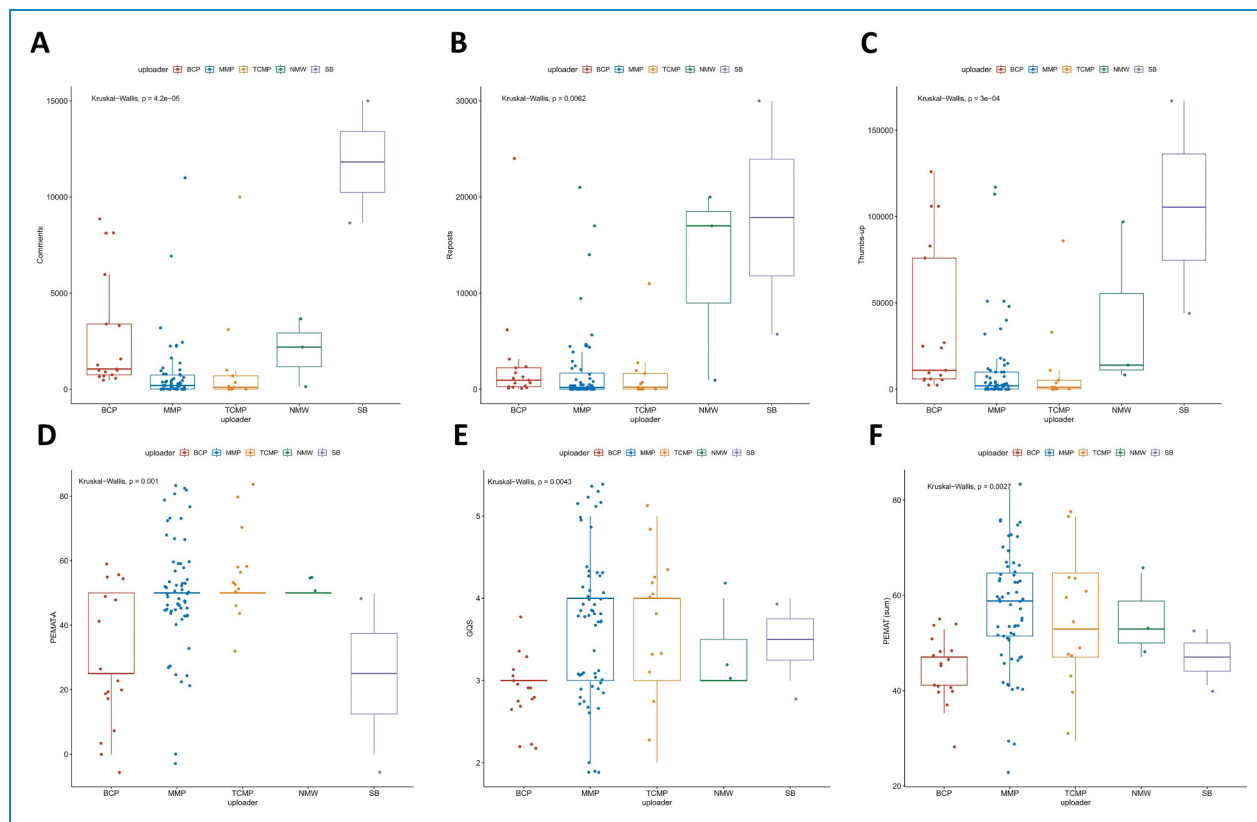 A
B
C
uploader BCP MMP TCMP NMW SB
uploader BCP MMP TCMP NMW SB
uploader BCP MMP TCMP NMW SB
Kruskal−Wallis, p = 4.2e−05
Kruskal−Wallis, p = 0.0062
Kruskal−Wallis, p = 3e−04
Comments
15000
10000
5000
0
BCP MMP TCMP NMW SB
uploader
Reposts
30000
20000
10000
0
BCP MMP TCMP NMW SB
uploader
Thumbs−up
150000
100000
50000
0
BCP MMP TCMP NMW SB
uploader
D
E
F
uploader BCP MMP TCMP NMW SB
uploader BCP MMP TCMP NMW SB
uploader BCP MMP TCMP NMW SB
Kruskal−Wallis, p = 0.001
Kruskal−Wallis, p = 0.0043
Kruskal−Wallis, p = 0.0027
PEMAT-A
80
60
40
20
0
BCP MMP TCMP NMW SB
uploader
GQS
5
4
3
2
BCP MMP TCMP NMW SB
uploader
PEMAT (sum)
80
60
40
20
BCP MMP TCMP NMW SB
uploader